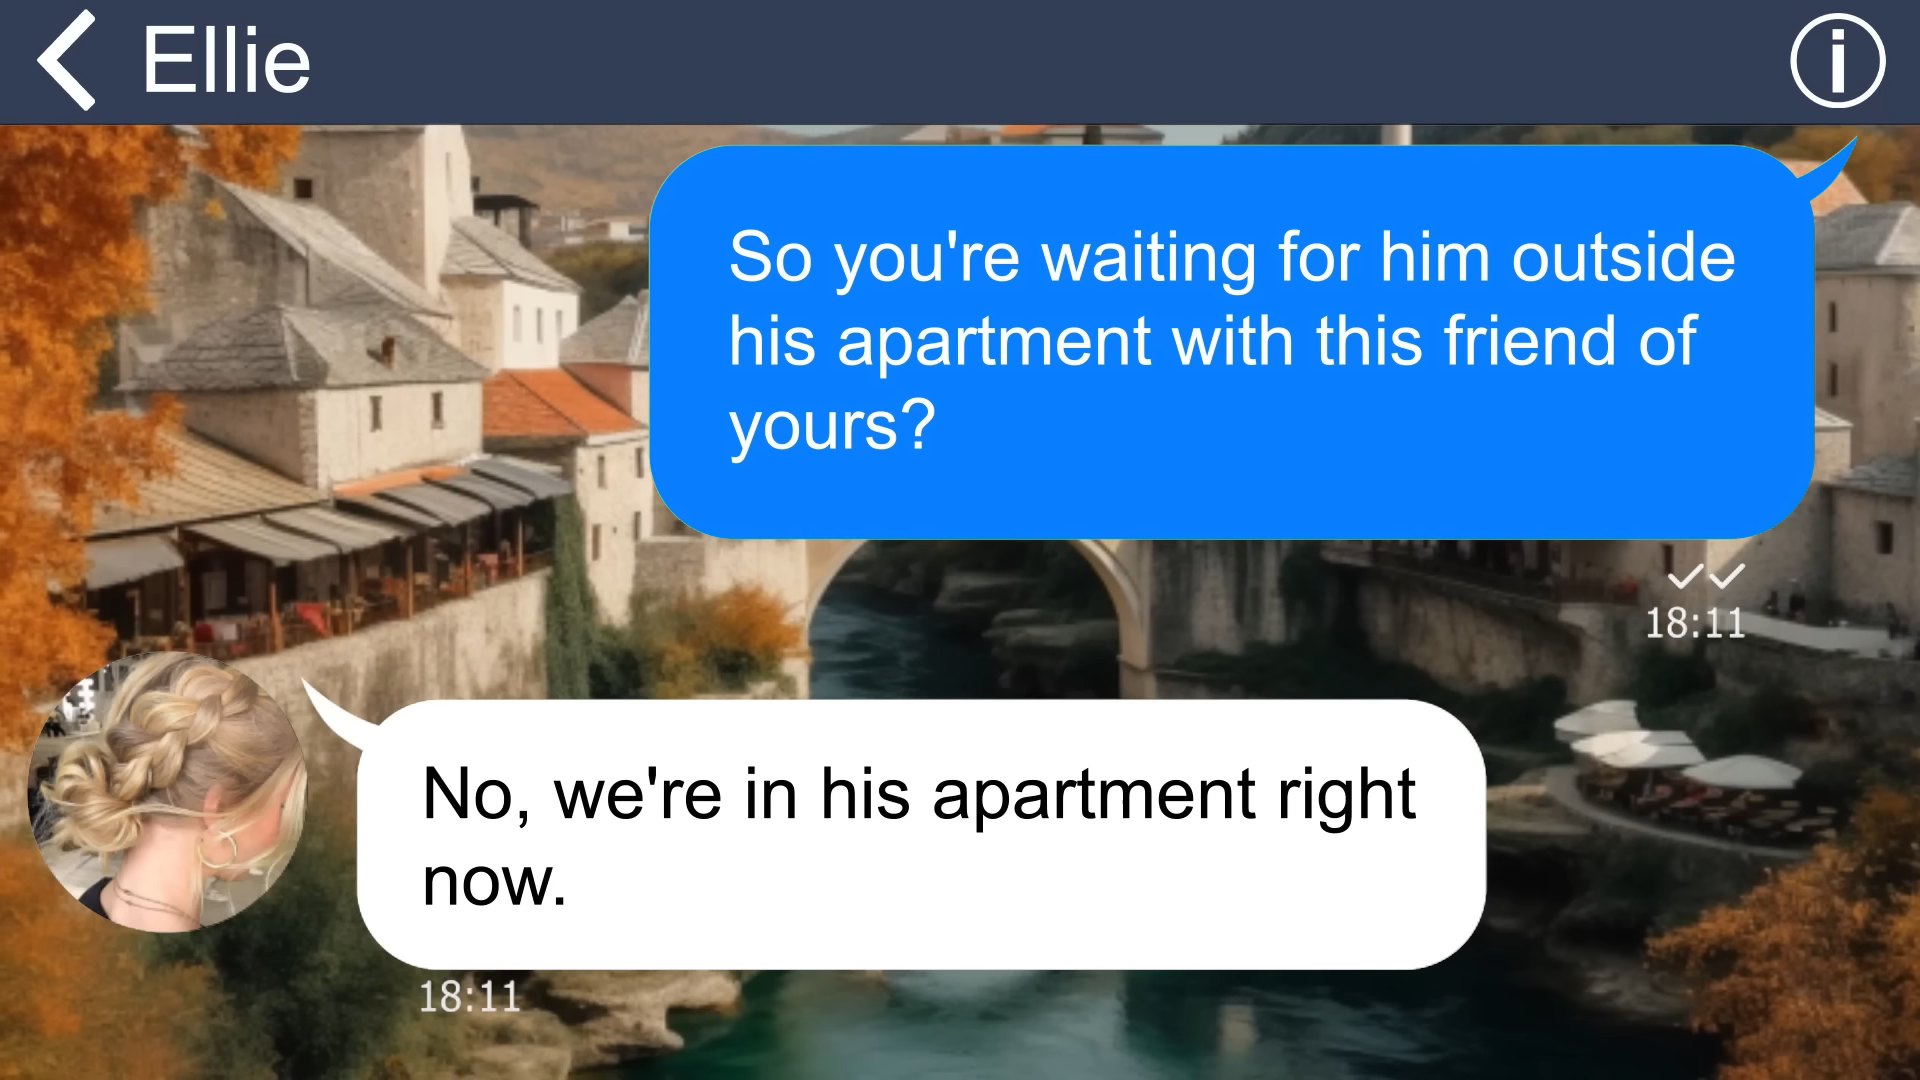 Ellie
So you're waiting for him outside
his apartment with this friend of
yours?
18:11
No, we're in his apartment right
now.
18:11